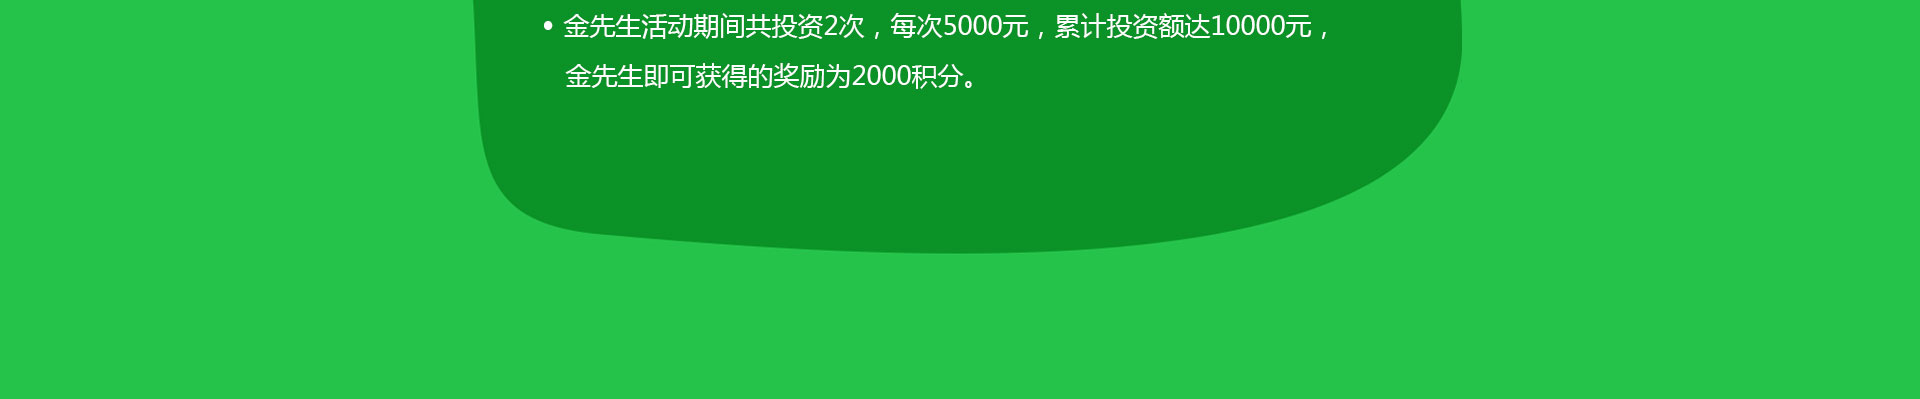 • 金先生活动期间共投资2次，每次5000元，累计投资额达10000元，
金先生即可获得的奖励为2000积分。